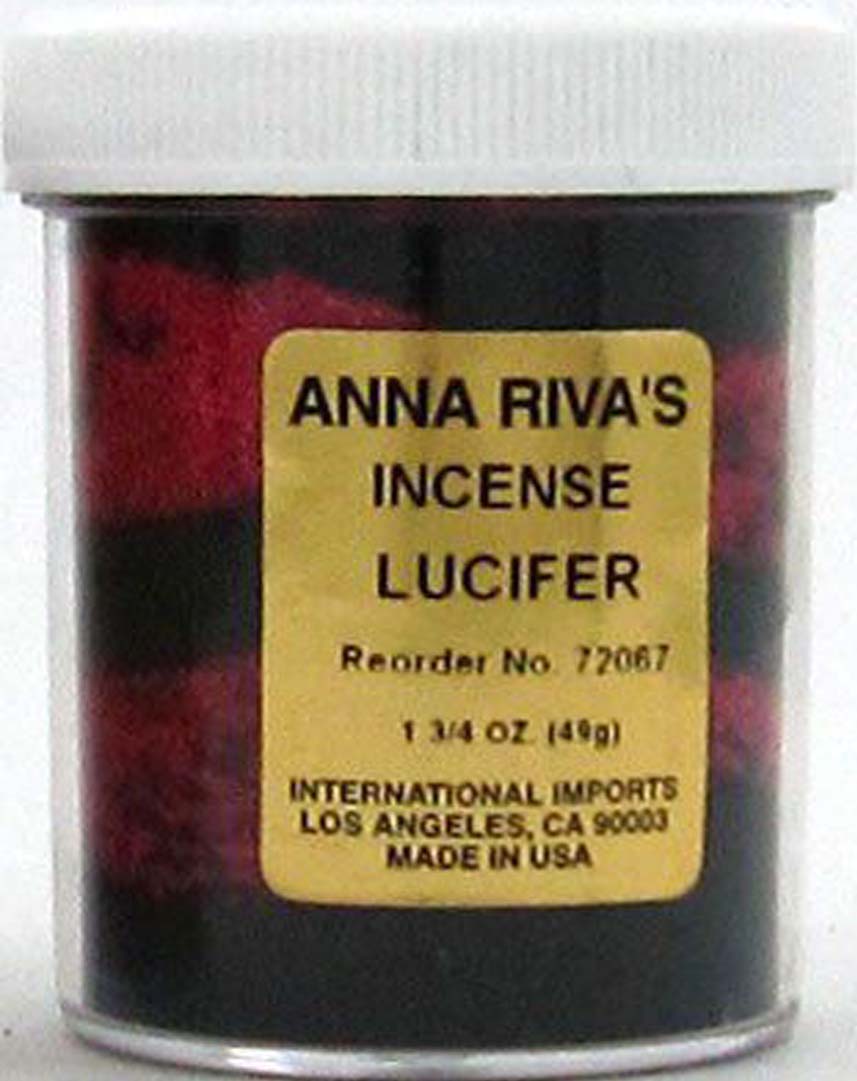 ANNA RIVA'S
INCENSE
LUCIFER
Reorder No. 72067
1 3/4 OZ. (49g)
INTERNATIONAL IMPORTS
LOS ANGELES, CA 90003
MADE IN USA